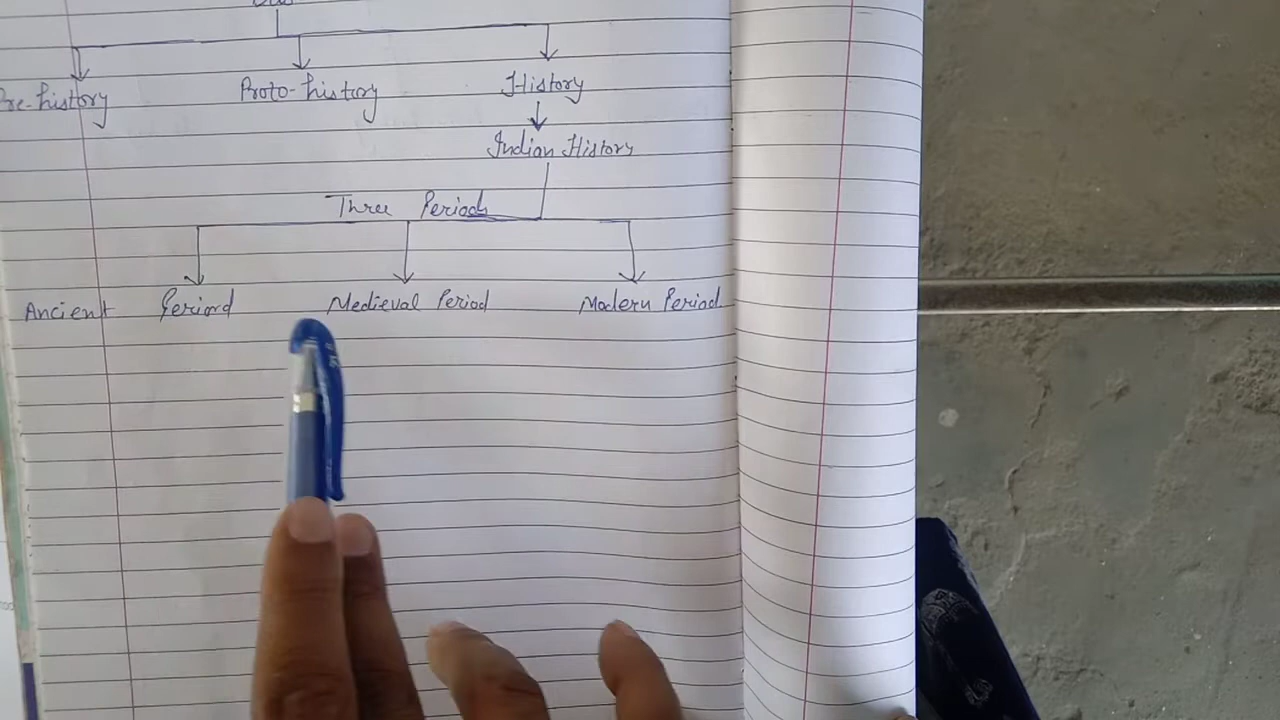 Pre-history Proto-history History
Indian History
Three Periods
Ancient Period Medieval Period Modern Period